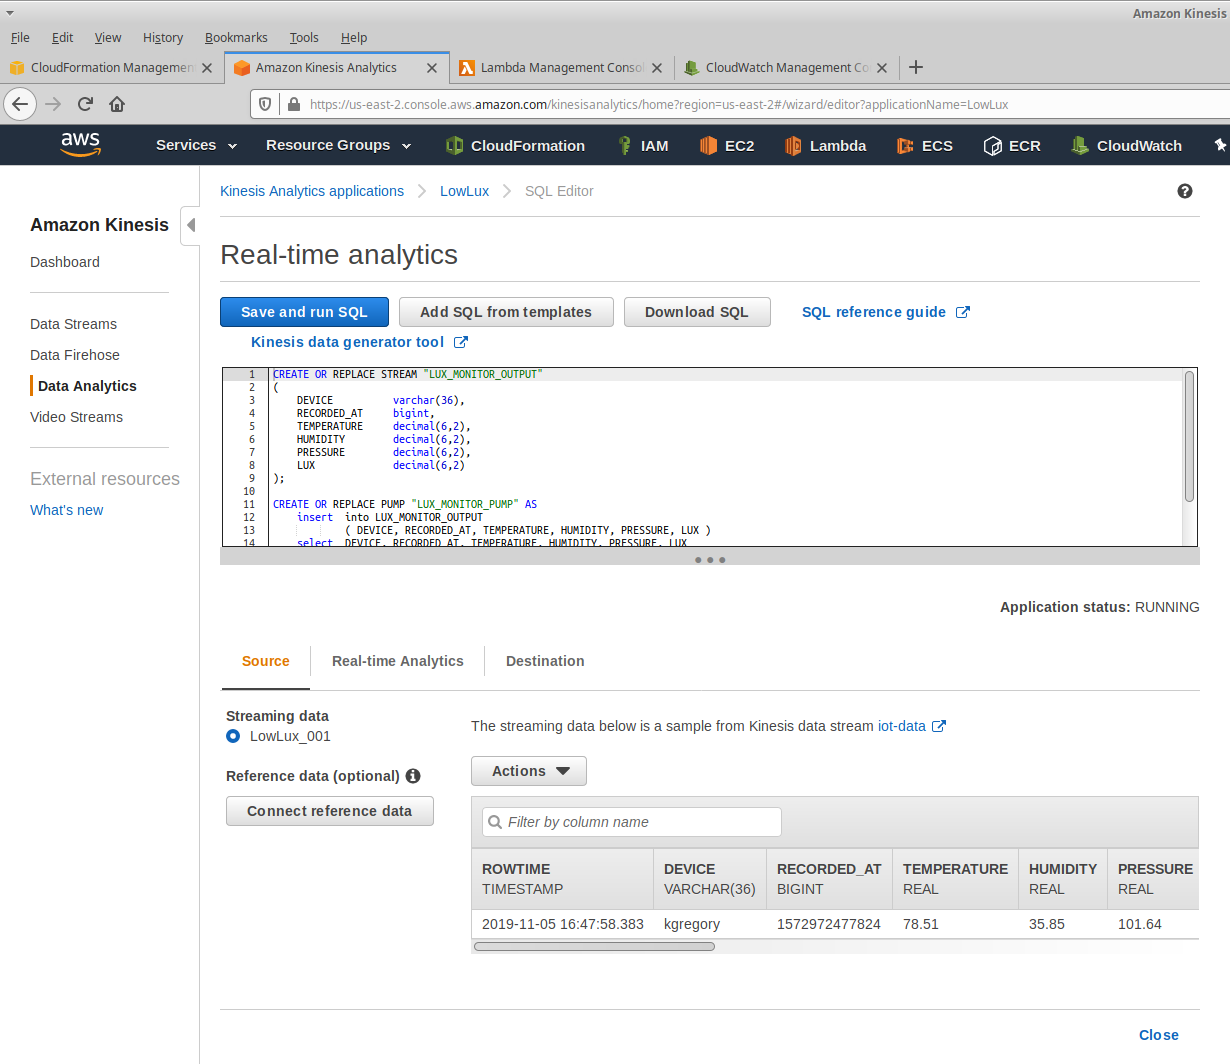 Amazon Kinesis
File Edit View History Bookmarks Tools Help
CloudFormation Managemen Amazon Kinesis Analytics Lambda Management Consol CloudWatch Management Co
https://us-east-2.console.aws.amazon.com/kinesisanalytics/home?region=us-east-2#/wizard/editor?applicationName=LowLux
aws Services Resource Groups CloudFormation IAM EC2 Lambda ECS ECR CloudWatch
Amazon Kinesis
Dashboard
Data Streams
Data Firehose
Data Analytics
Video Streams
External resources
What's new
Kinesis Analytics applications LowLux SQL Editor
Real-time analytics
Save and run SQL Add SQL from templates Download SQL SQL reference guide
Kinesis data generator tool
1 CREATE OR REPLACE STREAM "LUX_MONITOR_OUTPUT"
2 (
3 DEVICE varchar(36),
4 RECORDED_AT bigint,
5 TEMPERATURE decimal(6,2),
6 HUMIDITY decimal(6,2),
7 PRESSURE decimal(6,2),
8 LUX decimal(6,2)
9 );
10
11 CREATE OR REPLACE PUMP "LUX_MONITOR_PUMP" AS
12 insert into LUX_MONITOR_OUTPUT
13 ( DEVICE, RECORDED_AT, TEMPERATURE, HUMIDITY, PRESSURE, LUX )
14 select DEVICE, RECORDED_AT, TEMPERATURE, HUMIDITY, PRESSURE, LUX
Application status: RUNNING
Source Real-time Analytics Destination
Streaming data
LowLux_001
Reference data (optional)
Connect reference data
The streaming data below is a sample from Kinesis data stream iot-data
Actions
Filter by column name
ROWTIME DEVICE RECORDED_AT TEMPERATURE HUMIDITY PRESSURE
TIMESTAMP VARCHAR(36) BIGINT REAL REAL REAL
2019-11-05 16:47:58.383 kgregory 1572972477824 78.51 35.85 101.64
Close